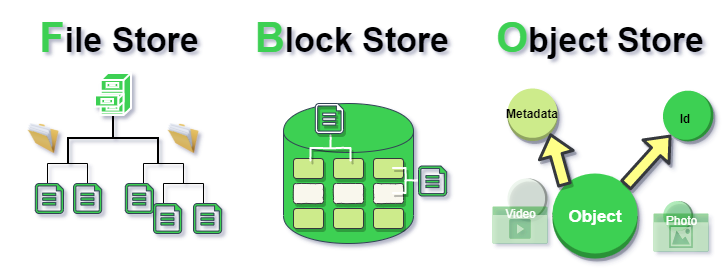 File Store
Block Store
Object Store
Metadata
Id
Video
Object
Photo